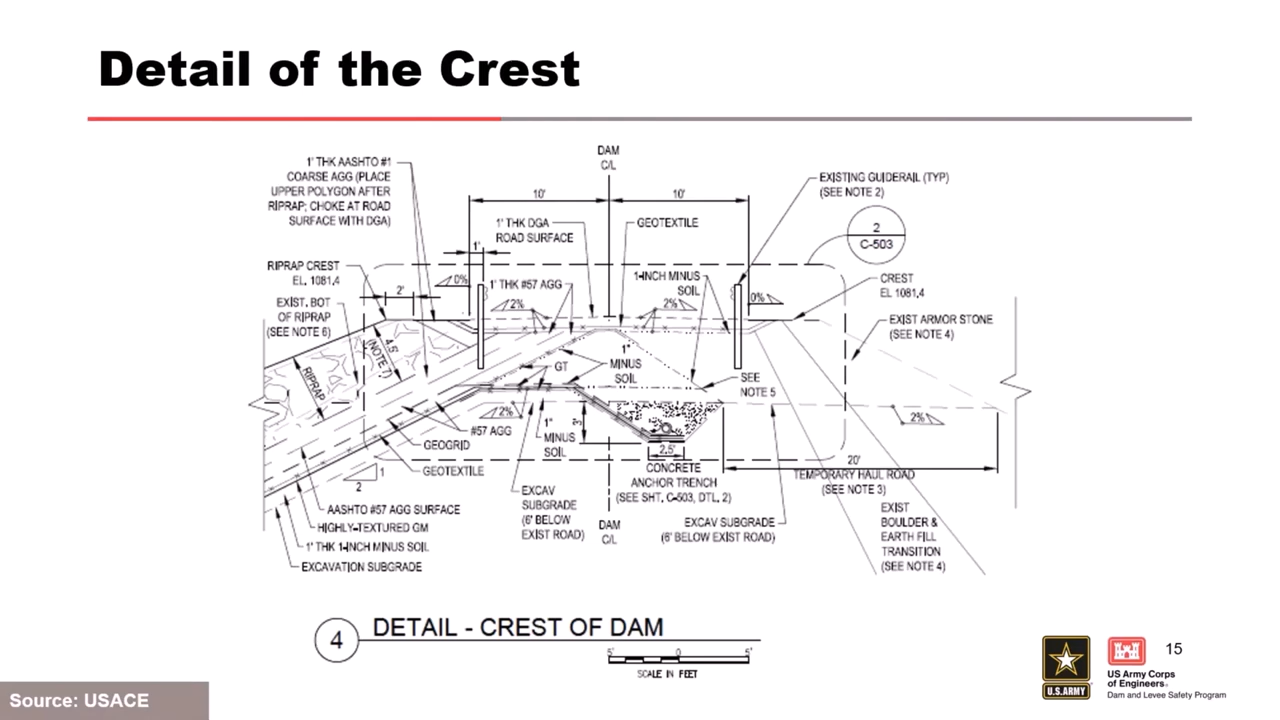 Detail of the Crest
1' THK AASHTO #1
COARSE AGG (PLACE
UPPER POLYGON AFTER
RIPRAP; CHOKE AT ROAD
SURFACE WITH DGA)
DAM
C/L
10'
10'
EXISTING GUIDERAIL (TYP)
(SEE NOTE 2)
1' THK DGA
ROAD SURFACE
GEOTEXTILE
2
C-503
1'
RIPRAP CREST
EL. 1081.4
0%
1' THK #57 AGG
1-INCH MINUS
SOIL
0%
CREST
EL 1081.4
2'
2%
2%
EXIST. BOT
OF RIPRAP
(SEE NOTE 6)
EXIST ARMOR STONE
(SEE NOTE 4)
4.5'
(NOTE 7)
RIPRAP
GT
1"
MINUS
SOIL
SEE
NOTE 5
2%
#57 AGG
1"
MINUS
SOIL
3'
2%
GEOGRID
2.5'
20'
GEOTEXTILE
CONCRETE
ANCHOR TRENCH
(SEE SHT. C-503, DTL. 2)
TEMPORARY HAUL ROAD
(SEE NOTE 3)
1
2
EXCAV
SUBGRADE
(6' BELOW
EXIST ROAD)
DAM
C/L
EXCAV SUBGRADE
(6' BELOW EXIST ROAD)
EXIST
BOULDER &
EARTH FILL
TRANSITION
(SEE NOTE 4)
AASHTO #57 AGG SURFACE
HIGHLY-TEXTURED GM
1' THK 1-INCH MINUS SOIL
EXCAVATION SUBGRADE
4
DETAIL - CREST OF DAM
5'
0
5'
SCALE IN FEET
U.S.ARMY
US Army Corps
of Engineers®
Dam and Levee Safety Program
15
Source: USACE